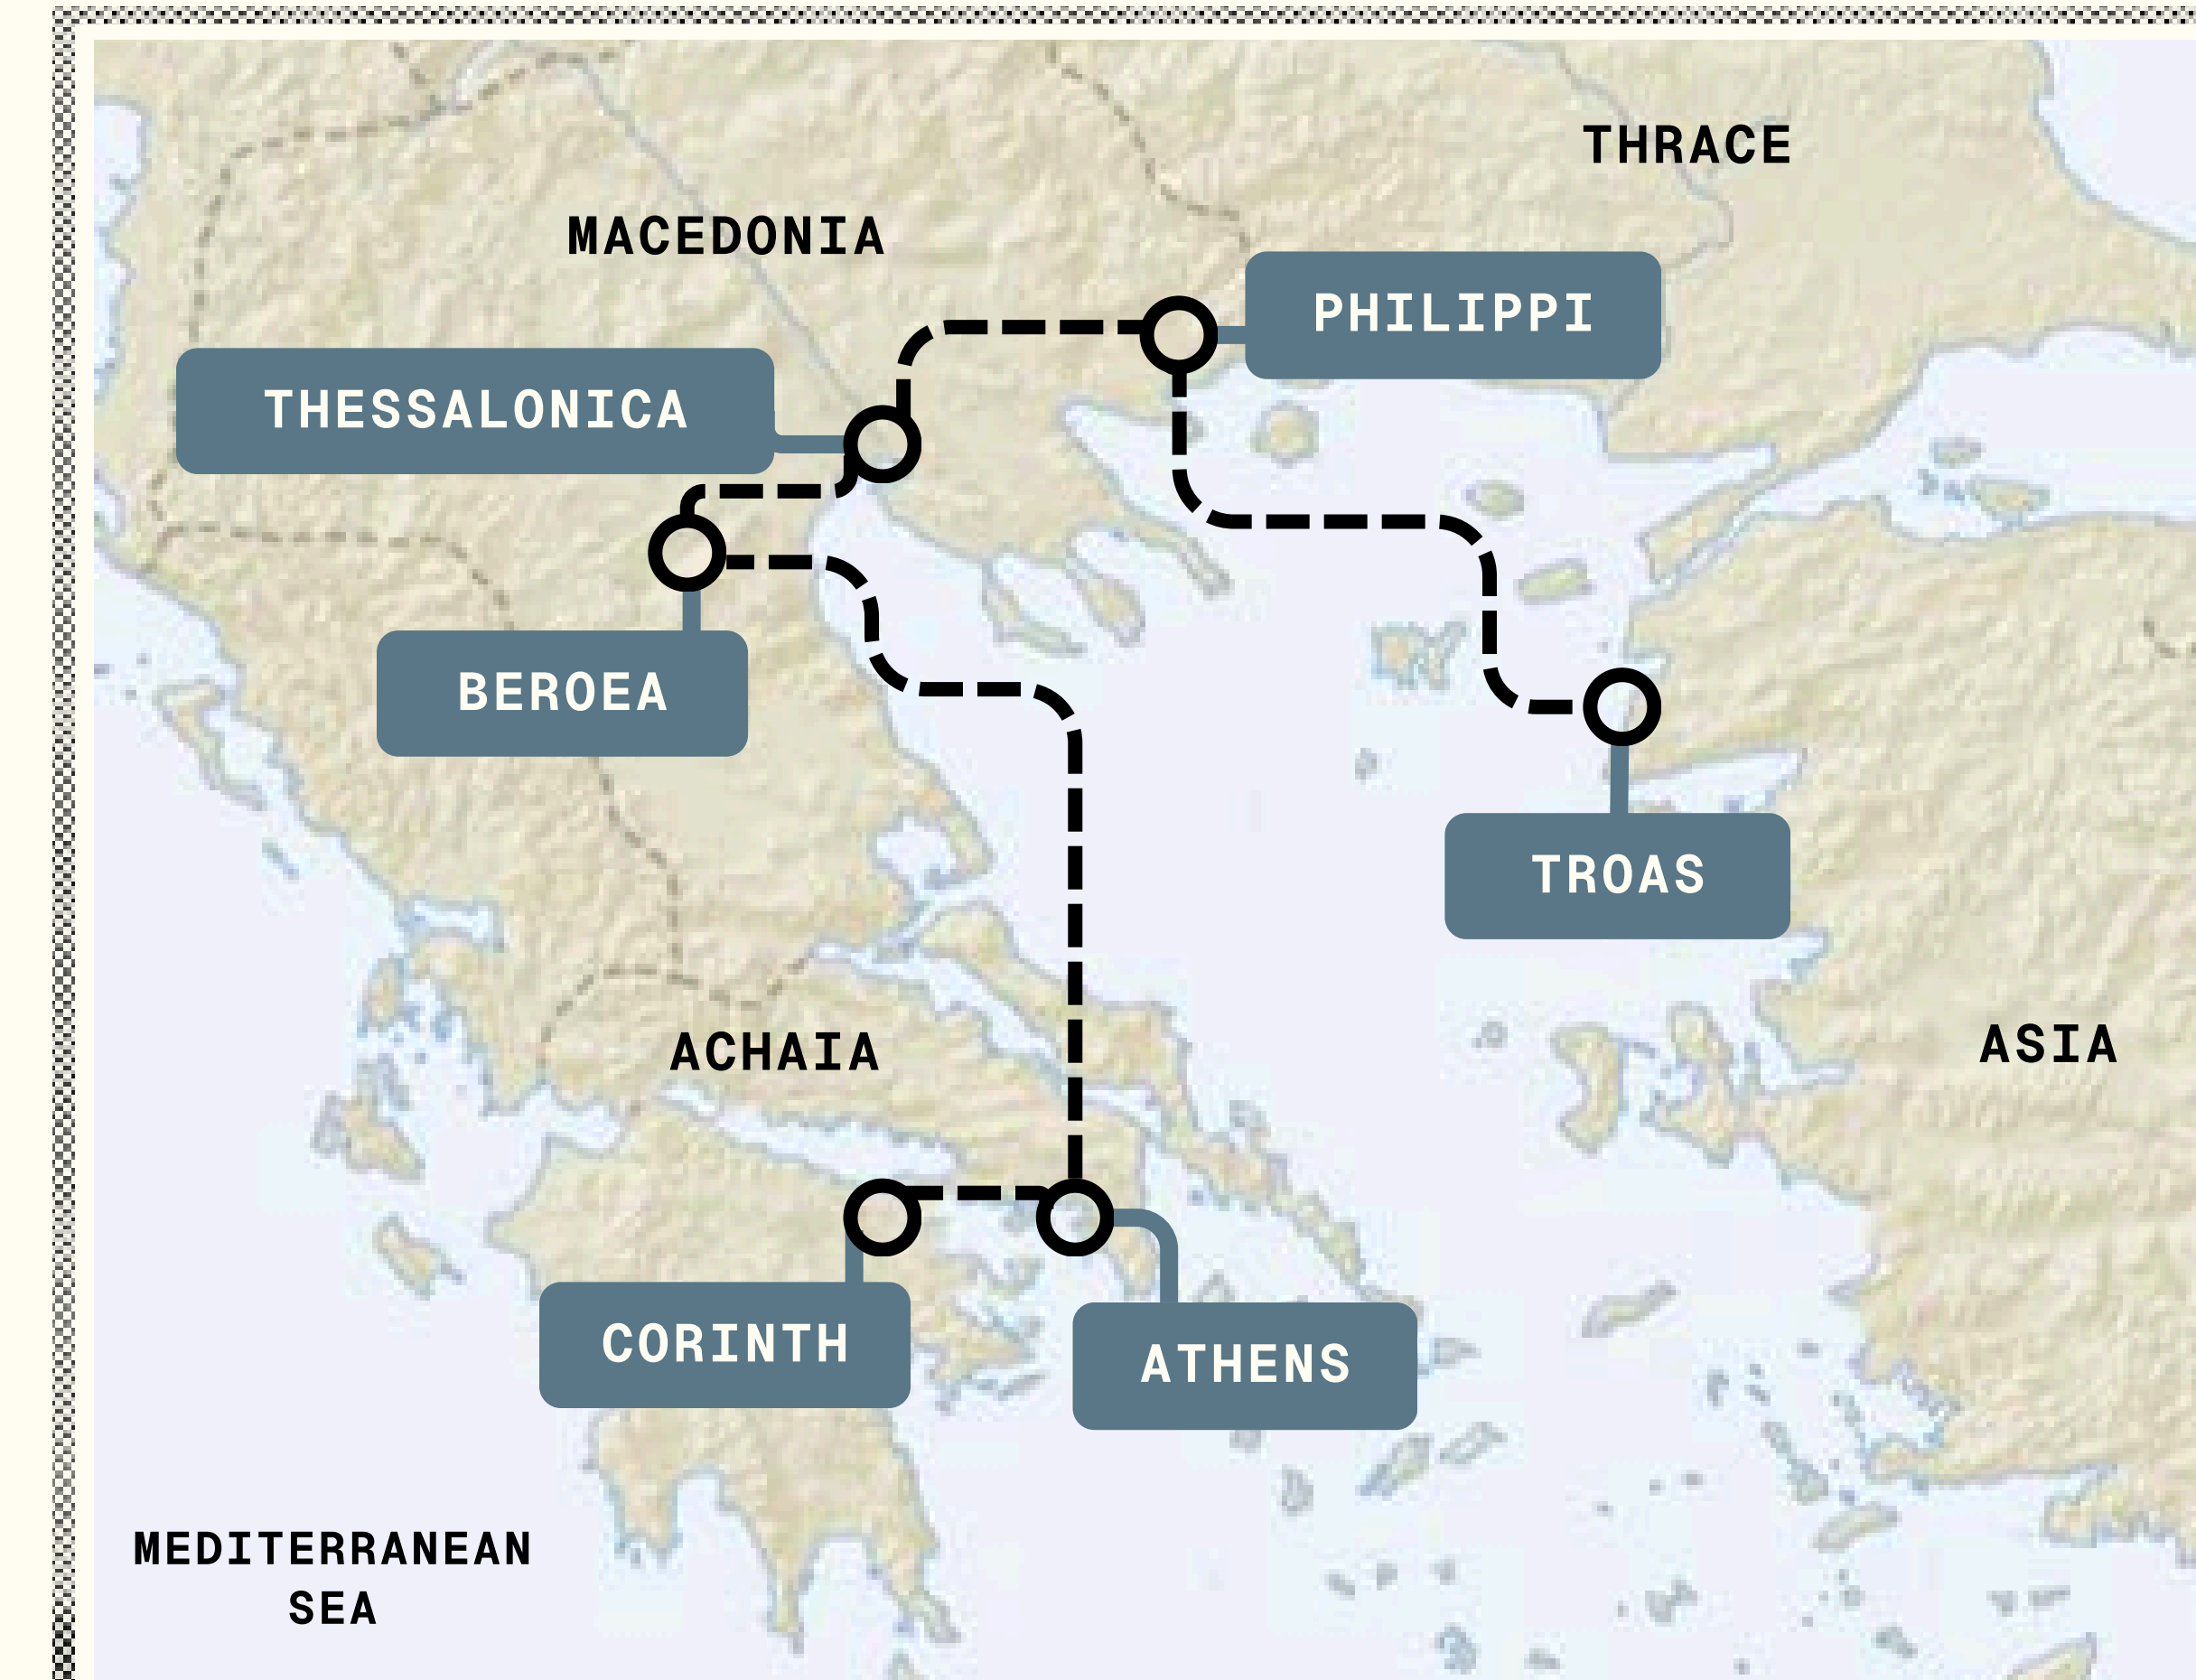 THRACE
MACEDONIA
PHILIPPI
THESSALONICA
BEROEA
TROAS
ACHAIA
ASIA
CORINTH
ATHENS
MEDITERRANEAN
SEA